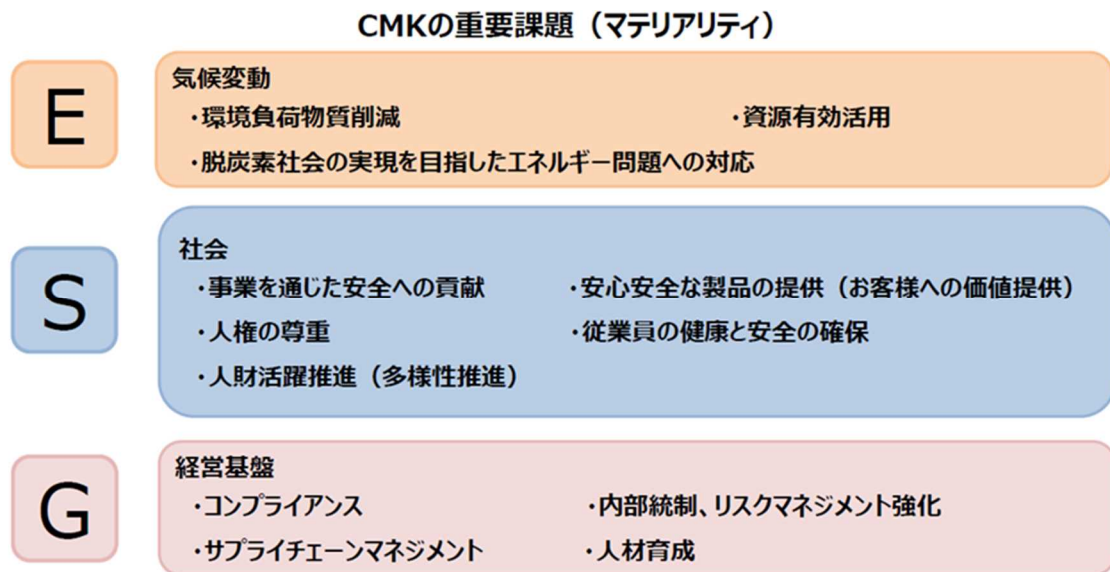 CMKの重要課題（マテリアリティ）
E
気候変動
・環境負荷物質削減 ・資源有効活用
・脱炭素社会の実現を目指したエネルギー問題への対応
S
社会
・事業を通じた安全への貢献 ・安心安全な製品の提供（お客様への価値提供）
・人権の尊重 ・従業員の健康と安全の確保
・人財活躍推進（多様性推進）
G
経営基盤
・コンプライアンス ・内部統制、リスクマネジメント強化
・サプライチェーンマネジメント ・人材育成